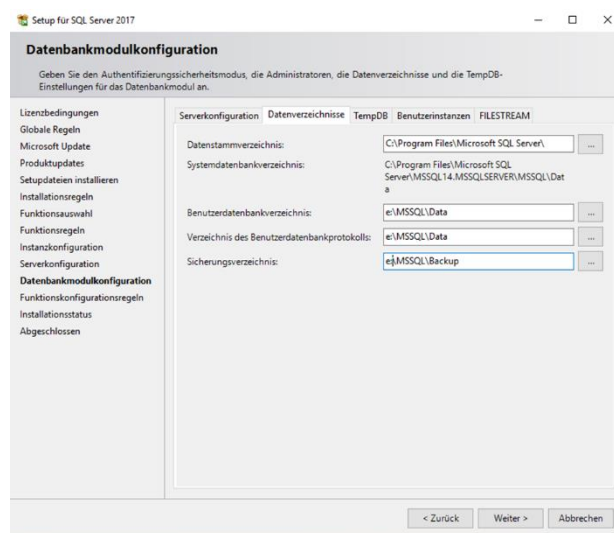 Setup für SQL Server 2017
Datenbankmodulkonfiguration
Geben Sie den Authentifizierungssicherheitsmodus, die Administratoren, die Datenverzeichnisse und die TempDB-
Einstellungen für das Datenbankmodul an.
Lizenzbedingungen
Globale Regeln
Microsoft Update
Produktupdates
Setupdateien installieren
Installationsregeln
Funktionsauswahl
Funktionsregeln
Instanzkonfiguration
Serverkonfiguration
Datenbankmodulkonfiguration
Funktionskonfigurationsregeln
Installationsstatus
Abgeschlossen
Serverkonfiguration Datenverzeichnisse TempDB Benutzerinstanzen FILESTREAM
Datenstammverzeichnis: C:\Program Files\Microsoft SQL Server\ ...
Systemdatenbankverzeichnis: C:\Program Files\Microsoft SQL
Server\MSSQL14.MSSQLSERVER\MSSQL\Dat
a
Benutzerdatenbankverzeichnis: e:\MSSQL\Data ...
Verzeichnis des Benutzerdatenbankprotokolls: e:\MSSQL\Data ...
Sicherungsverzeichnis: e:\MSSQL\Backup ...
< Zurück Weiter > Abbrechen